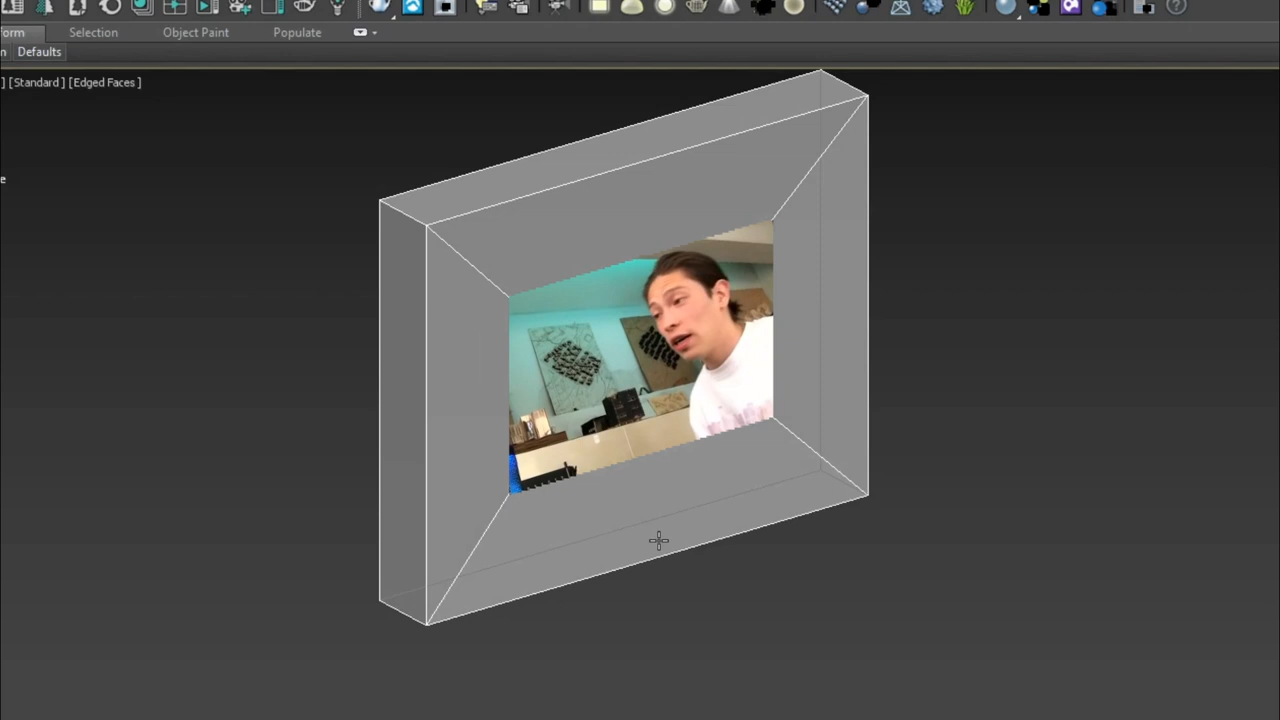 orm Selection Object Paint Populate
n Defaults
] [Standard ] [Edged Faces ]
e